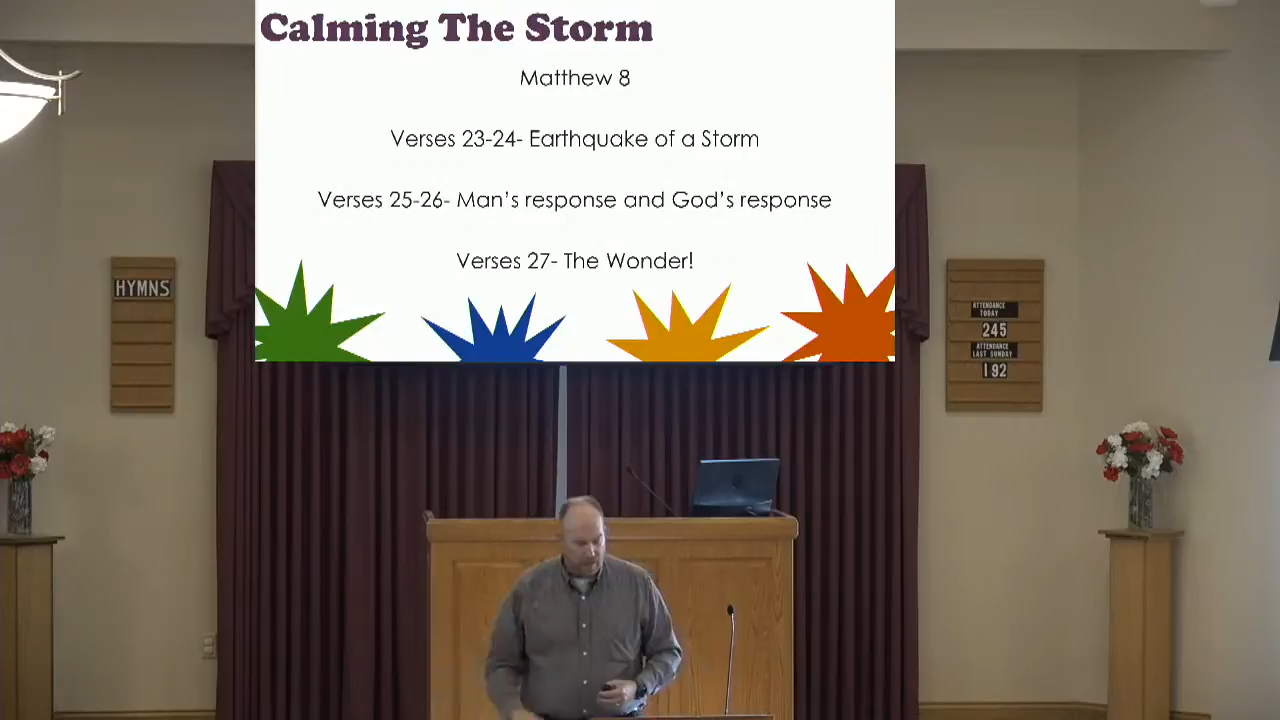 Calming The Storm
Matthew 8
Verses 23-24- Earthquake of a Storm
Verses 25-26- Man's response and God's response
Verses 27- The Wonder!
HYMNS
ATTENDANCE
TODAY
245
ATTENDANCE
LAST SUNDAY
192